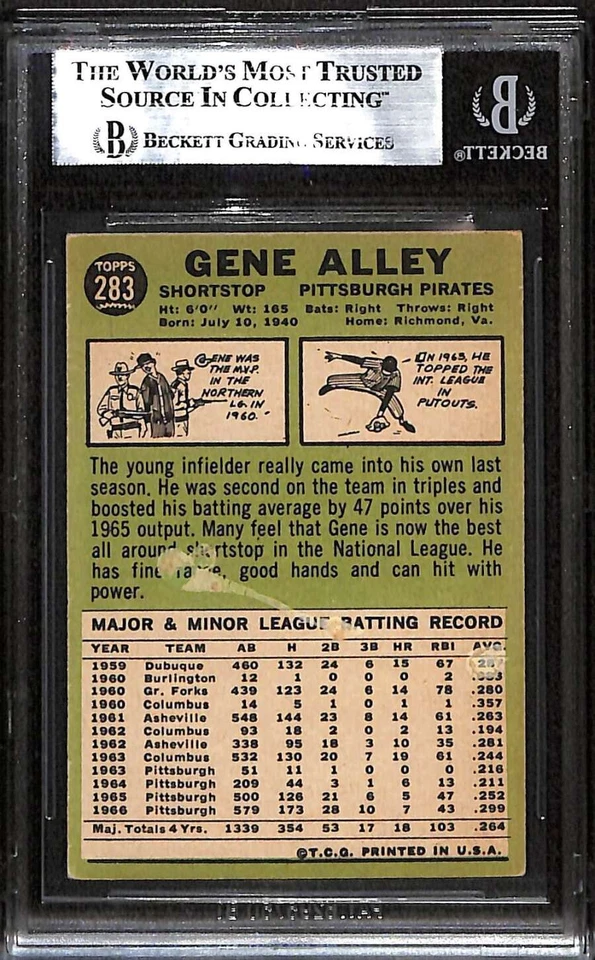 THE WORLD'S MOST TRUSTED
SOURCE IN COLLECTING™
B BECKETT GRADING SERVICES
B
BECKETT®
TOPPS
283
GENE ALLEY
SHORTSTOP PITTSBURGH PIRATES
Ht: 6'0" Wt: 165 Bats: Right Throws: Right
Born: July 10, 1940 Home: Richmond, Va.
GENE WAS
THE M.V.P.
IN THE
NORTHERN
LG. IN
1960.
IN 1963, HE
TOPPED THE
INT. LEAGUE
IN
PUTOUTS.
The young infielder really came into his own last
season. He was second on the team in triples and
boosted his batting average by 47 points over his
1965 output. Many feel that Gene is now the best
all around shortstop in the National League. He
has fine range, good hands and can hit with
power.
MAJOR & MINOR LEAGUE BATTING RECORD
YEAR TEAM AB H 2B 3B HR RBI AVG.
1959 Dubuque 460 132 24 6 15 67 .287
1960 Burlington 12 1 0 0 0 2 .083
1960 Gr. Forks 439 123 24 6 14 78 .280
1960 Columbus 14 5 1 0 1 1 .357
1961 Asheville 548 144 23 8 14 61 .263
1962 Columbus 93 18 2 0 2 13 .194
1962 Asheville 338 95 18 3 10 35 .281
1963 Columbus 532 130 20 7 19 61 .244
1963 Pittsburgh 51 11 1 0 0 0 .216
1964 Pittsburgh 209 44 3 1 6 13 .211
1965 Pittsburgh 500 126 21 6 5 47 .252
1966 Pittsburgh 579 173 28 10 7 43 .299
Maj. Totals 4 Yrs. 1339 354 53 17 18 103 .264
©T.C.G. PRINTED IN U.S.A.